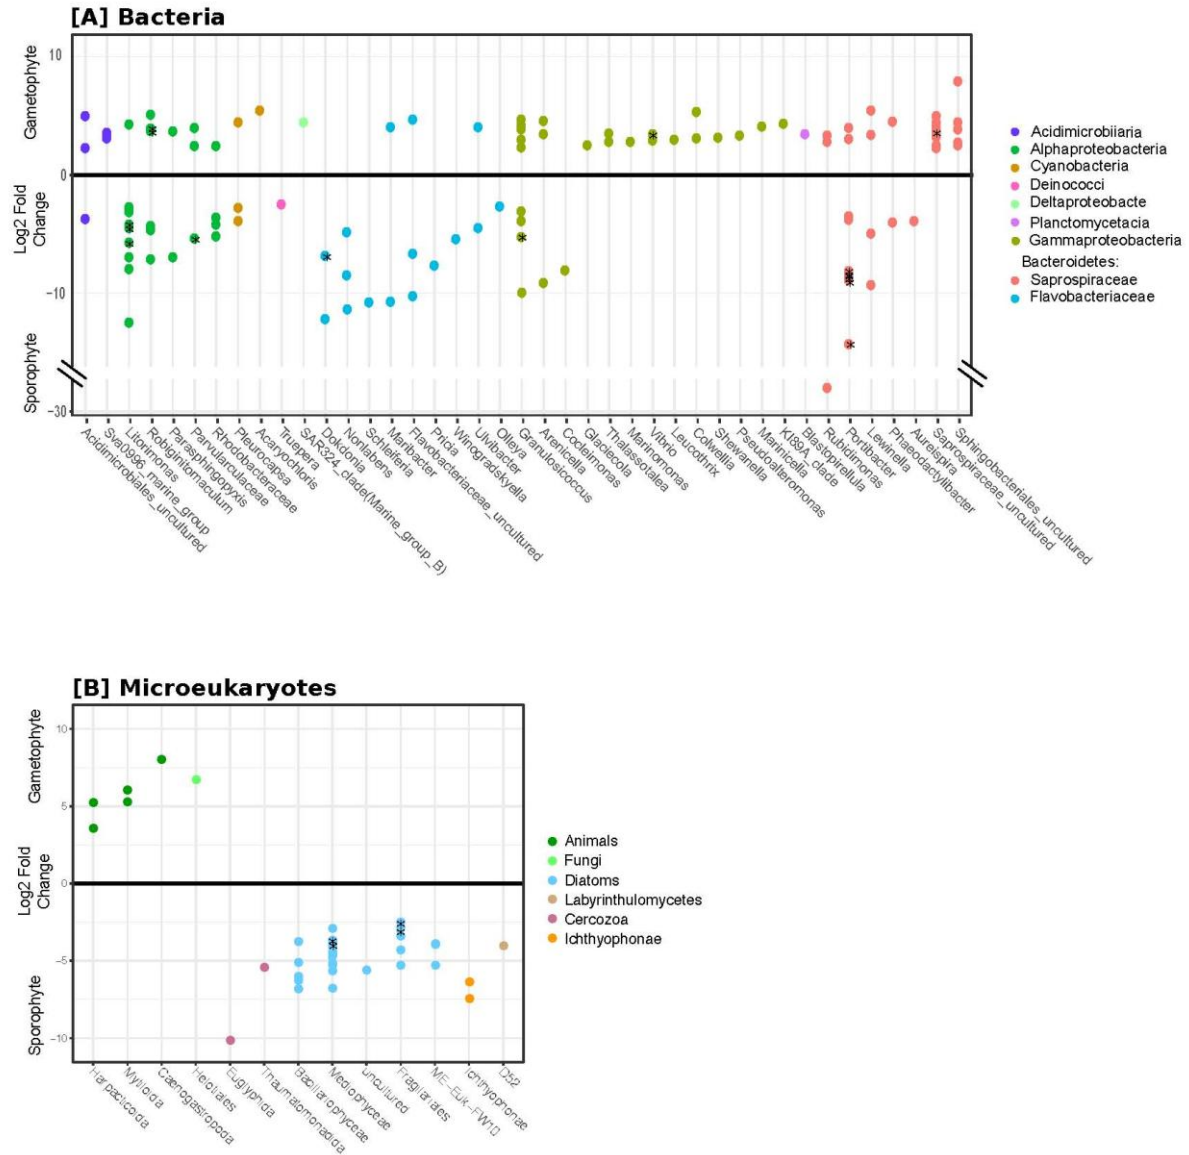 [A] Bacteria
Gametophyte
Log2 Fold
Change
Sporophyte
10
0
−10
−30
Acidimicrobiales_uncultured
Sva0996_marine_group
Litorimonas
Robiginitomaculum
Parasphingopyxis
Parvularculaceae
Rhodobacteraceae
Pleurocapsa
Acaryochloris
Truepera
SAR324_clade(Marine_group_B)
Dokdonia
Nonlabens
Schleiferia
Maribacter
Flavobacteriaceae_uncultured
Pricia
Winogradskyella
Ulvibacter
Olleya
Granulosicoccus
Arenicella
Cocleimonas
Glaciecola
Thalassotalea
Marinomonas
Vibrio
Leucothrix
Colwellia
Shewanella
Pseudoalteromonas
Marinicella
KI89A_clade
Blastopirellula
Rubidimonas
Portibacter
Lewinella
Phaeodactylibacter
Aureispira
Saprospiraceae_uncultured
Sphingobacteriales_uncultured
Acidimicrobiiaria
Alphaproteobacteria
Cyanobacteria
Deinococci
Deltaproteobacte
Planctomycetacia
Gammaproteobacteria
Bacteroidetes:
Saprospiraceae
Flavobacteriaceae
[B] Microeukaryotes
Gametophyte
Log2 Fold
Change
Sporophyte
10
5
0
−5
−10
Harpacticoida
Mytiloida
Caenogastropoda
Helotiales
Euglyphida
Thaumatomonadida
Bacillariophyceae
Mediophyceae
uncultured
Fragilariales
ME−Euk−FW10
Ichthyophonae
D52
Animals
Fungi
Diatoms
Labyrinthulomycetes
Cercozoa
Ichthyophonae